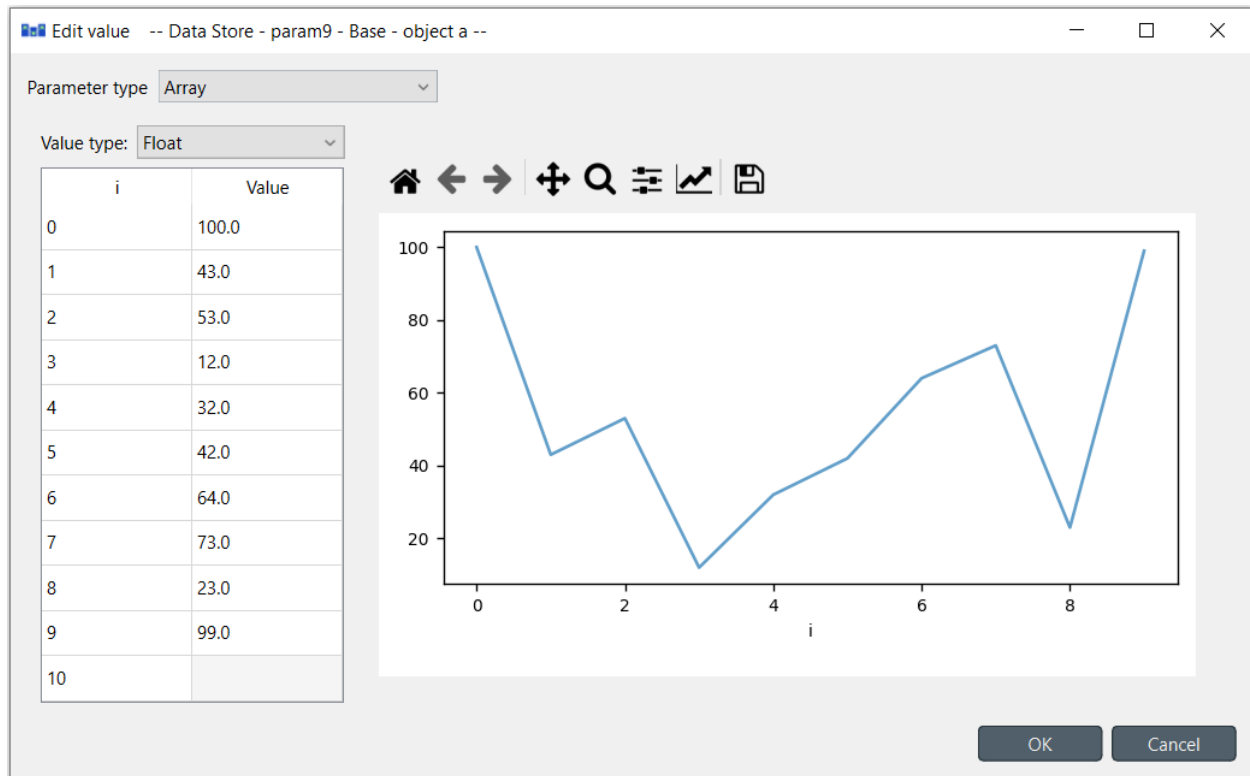 Edit value -- Data Store - param9 - Base - object a --
Parameter type Array
Value type: Float
i Value
0 100.0
1 43.0
2 53.0
3 12.0
4 32.0
5 42.0
6 64.0
7 73.0
8 23.0
9 99.0
10
100
80
60
40
20
0 2 4 6 8
i
OK Cancel